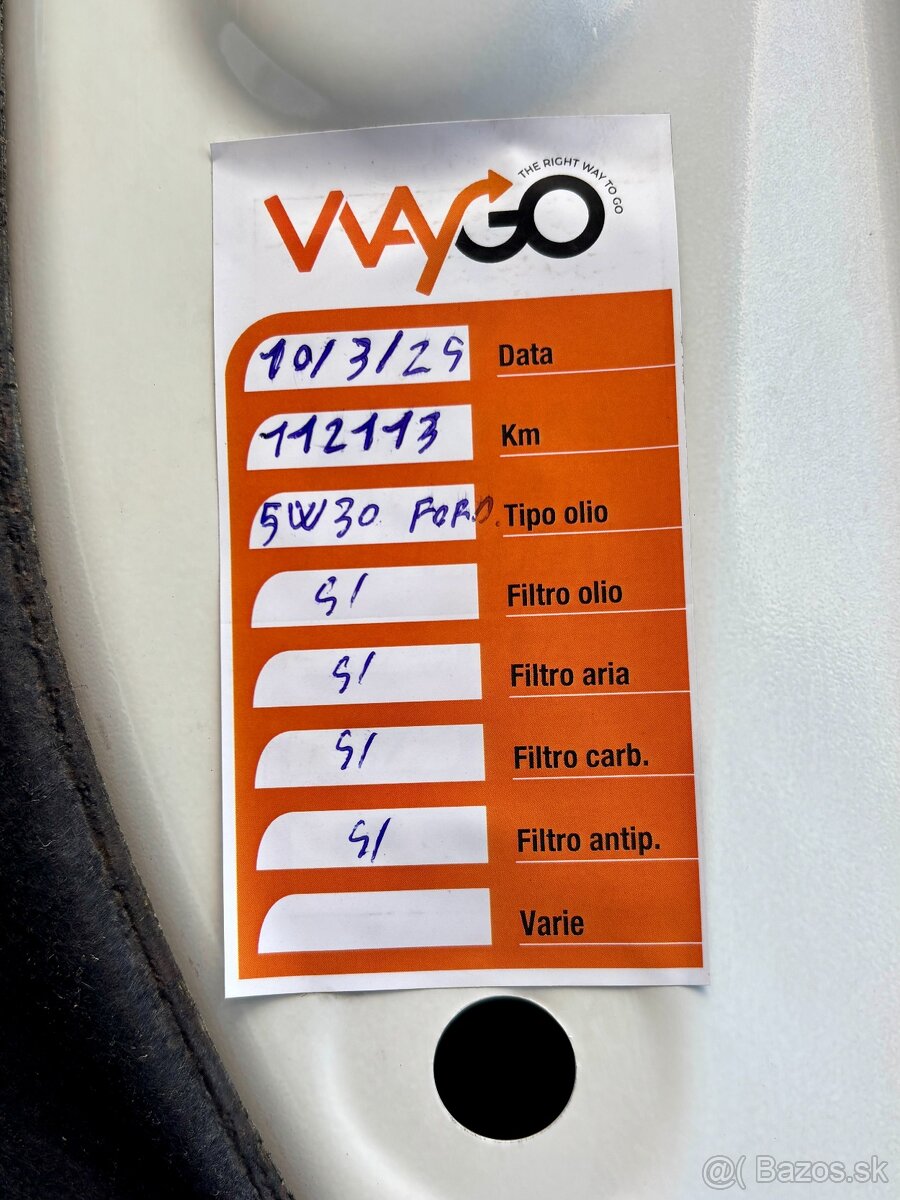 THE RIGHT WAY TO GO
WAYGO
10/3/25 Data
112113 Km
5W30 FORD. Tipo olio
SI Filtro olio
SI Filtro aria
SI Filtro carb.
SI Filtro antip.
Varie
@( Bazos.sk